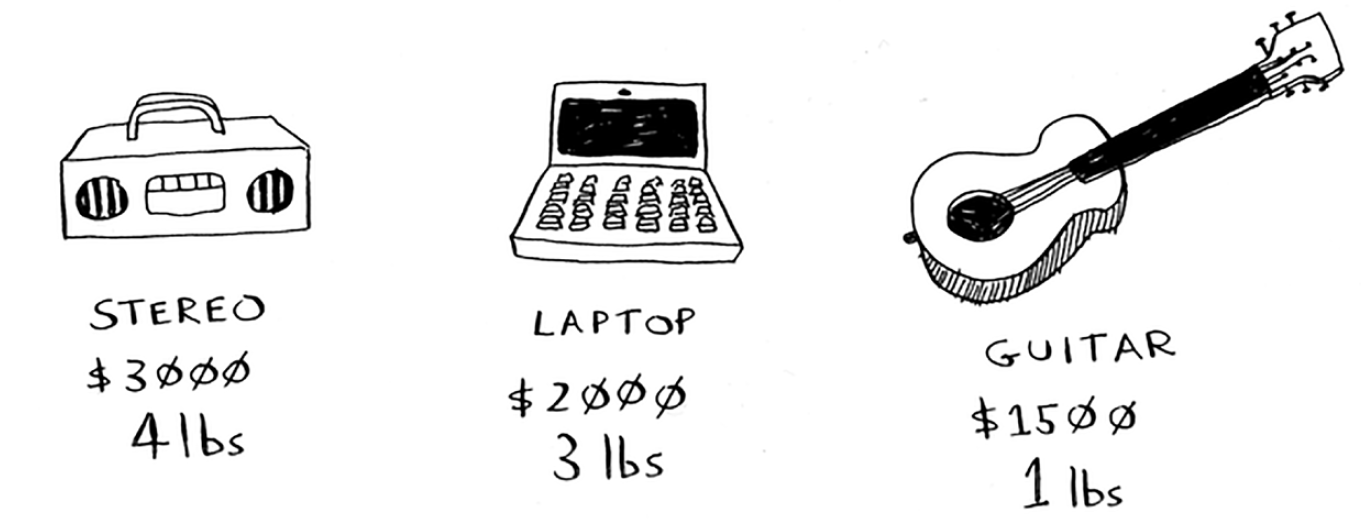 STEREO
$3000
4 lbs
LAPTOP
$2000
3 lbs
GUITAR
$1500
1 lbs